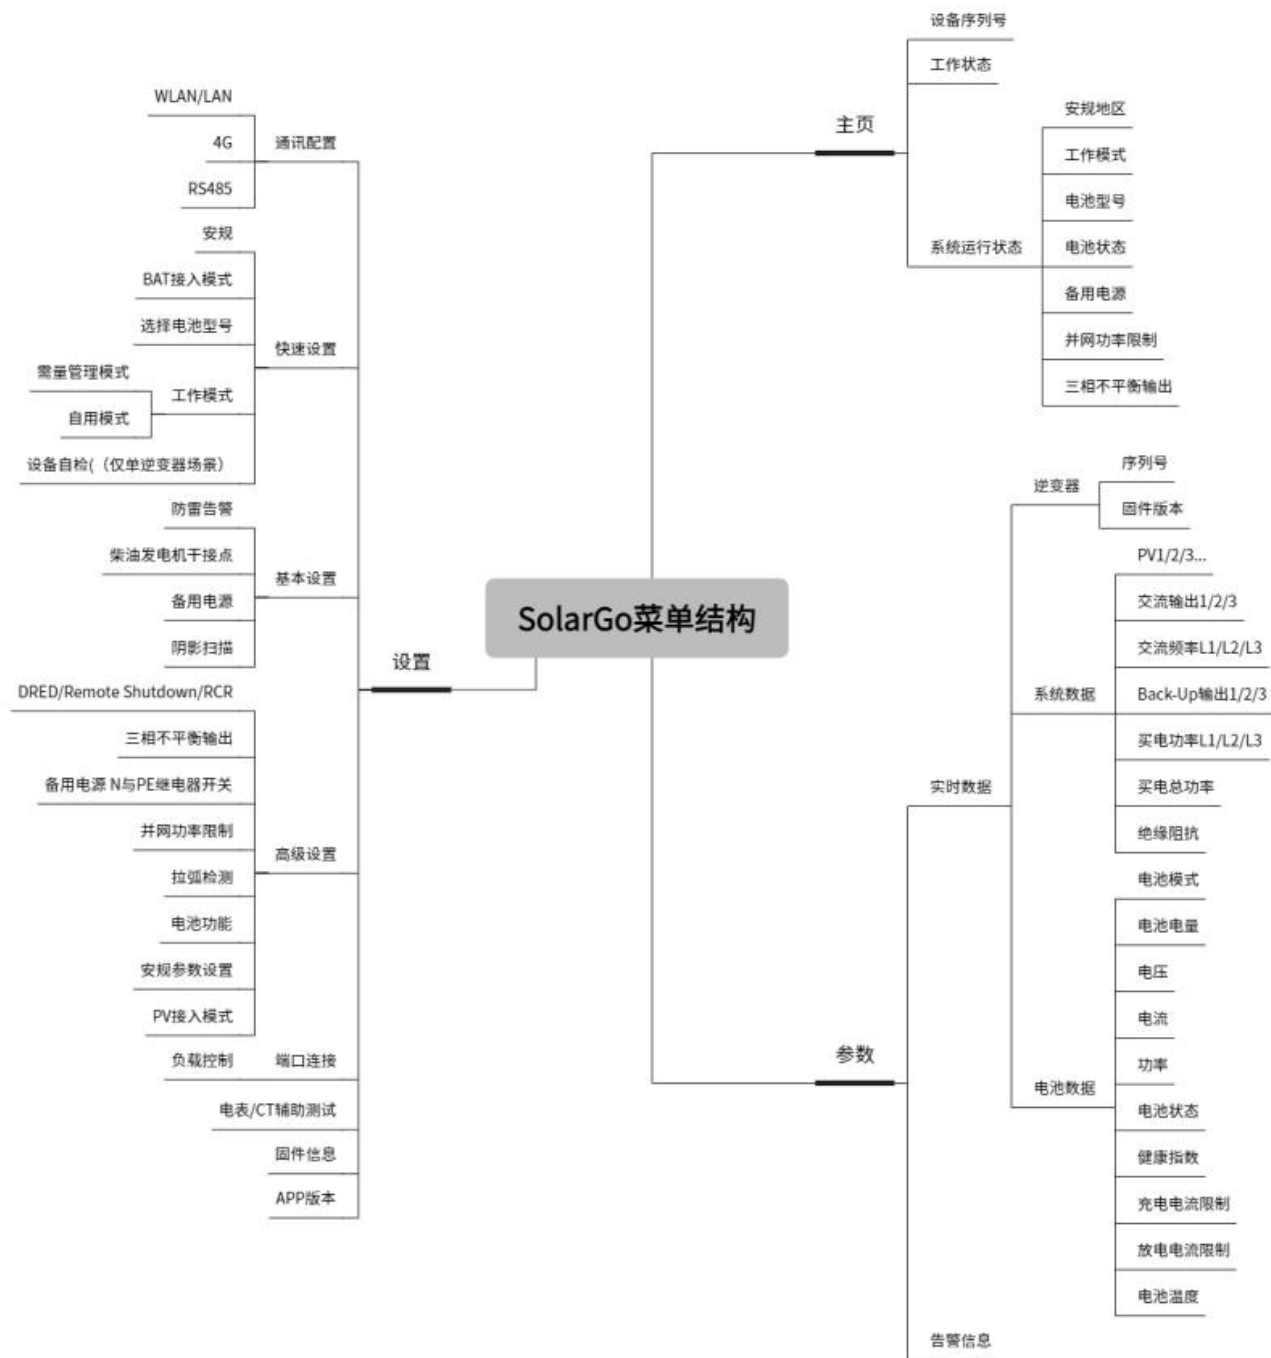 SolarGo菜单结构
主页
设备序列号
工作状态
系统运行状态
安规地区
工作模式
电池型号
电池状态
备用电源
并网功率限制
三相不平衡输出
参数
实时数据
逆变器
序列号
固件版本
系统数据
PV1/2/3...
交流输出1/2/3
交流频率L1/L2/L3
Back-Up输出1/2/3
买电功率L1/L2/L3
买电总功率
绝缘阻抗
电池数据
电池模式
电池电量
电压
电流
功率
电池状态
健康指数
充电电流限制
放电电流限制
电池温度
告警信息
设置
通讯配置
WLAN/LAN
4G
RS485
快速设置
安规
BAT接入模式
选择电池型号
工作模式
需量管理模式
自用模式
设备自检(（仅单逆变器场景）
基本设置
防雷告警
柴油发电机干接点
备用电源
阴影扫描
高级设置
DRED/Remote Shutdown/RCR
三相不平衡输出
备用电源 N与PE继电器开关
并网功率限制
拉弧检测
电池功能
安规参数设置
PV接入模式
端口连接
负载控制
电表/CT辅助测试
固件信息
APP版本